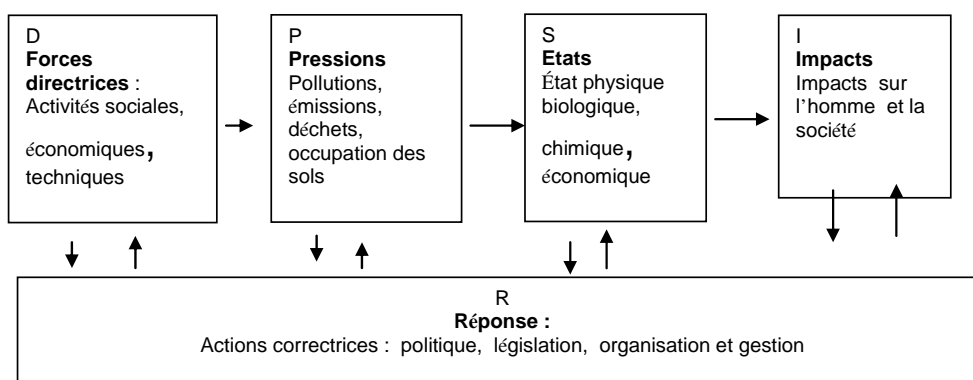 D
Forces
directrices :
Activités sociales,
économiques,
techniques
P
Pressions
Pollutions,
émissions,
déchets,
occupation des
sols
S
Etats
État physique
biologique,
chimique,
économique
I
Impacts
Impacts sur
l'homme et la
société
R
Réponse :
Actions correctrices : politique, législation, organisation et gestion